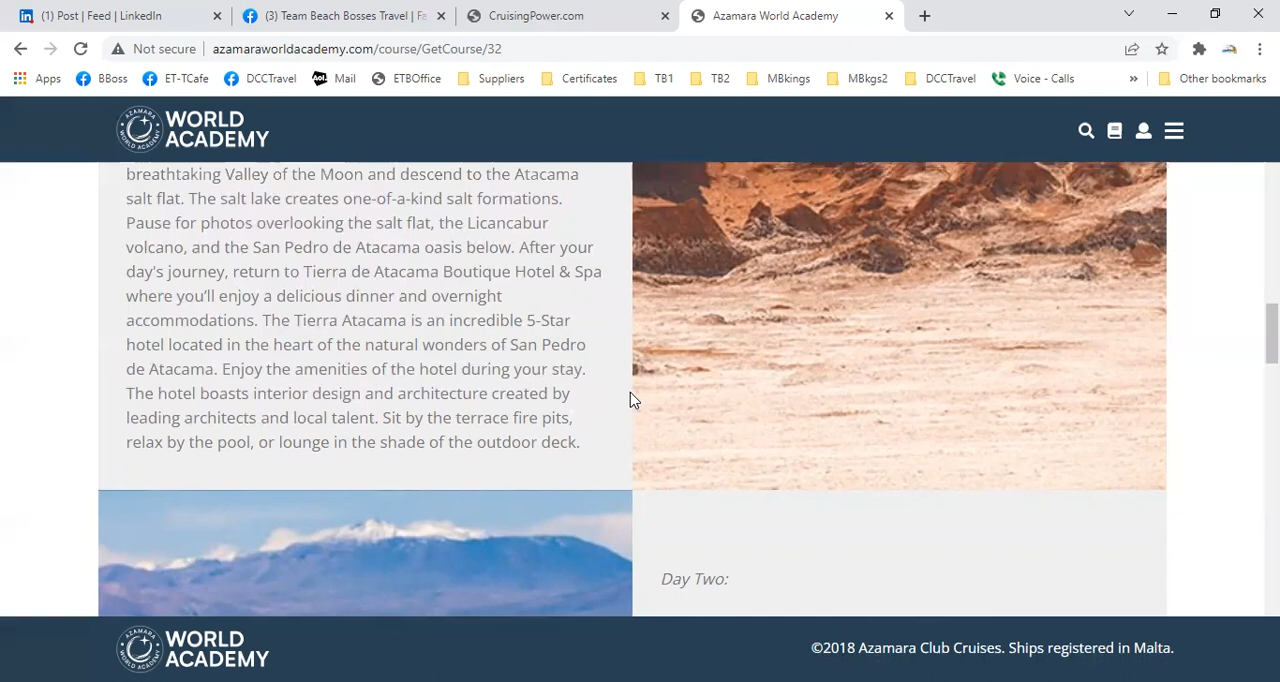 (1) Post | Feed | LinkedIn
(3) Team Beach Bosses Travel | Fa
CruisingPower.com
Azamara World Academy
Not secure
azamaraworldacademy.com/course/GetCourse/32
Apps
BBoss
ET-TCafe
DCCTravel
Aol.
Mail
ETBOffice
Suppliers
Certificates
TB1
TB2
MBkings
MBkgs2
DCCTravel
Voice - Calls
»
Other bookmarks
WORLD
ACADEMY
breathtaking Valley of the Moon and descend to the Atacama
salt flat. The salt lake creates one-of-a-kind salt formations.
Pause for photos overlooking the salt flat, the Licancabur
volcano, and the San Pedro de Atacama oasis below. After your
day's journey, return to Tierra de Atacama Boutique Hotel & Spa
where you’ll enjoy a delicious dinner and overnight
accommodations. The Tierra Atacama is an incredible 5-Star
hotel located in the heart of the natural wonders of San Pedro
de Atacama. Enjoy the amenities of the hotel during your stay.
The hotel boasts interior design and architecture created by
leading architects and local talent. Sit by the terrace fire pits,
relax by the pool, or lounge in the shade of the outdoor deck.
Day Two:
WORLD
ACADEMY
©2018 Azamara Club Cruises. Ships registered in Malta.